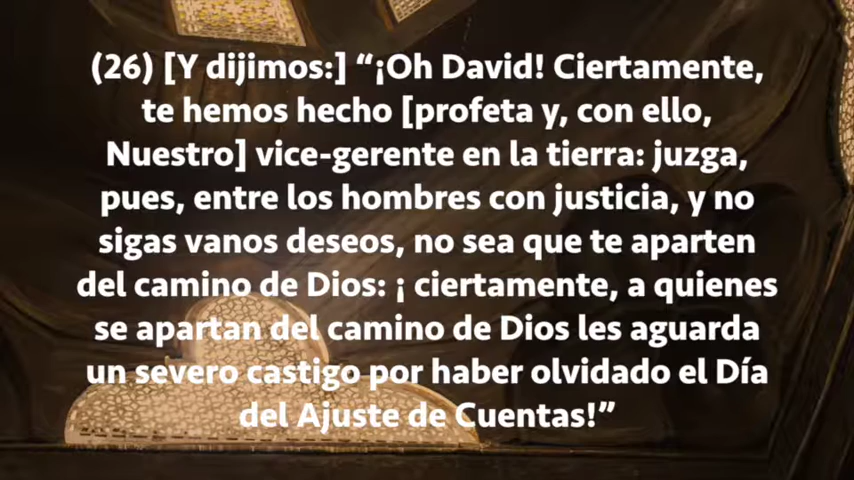 (26) [Y dijimos:] “¡Oh David! Ciertamente,
te hemos hecho [profeta y, con ello,
Nuestro] vice-gerente en la tierra: juzga,
pues, entre los hombres con justicia, y no
sigas vanos deseos, no sea que te aparten
del camino de Dios: ¡ ciertamente, a quienes
se apartan del camino de Dios les aguarda
un severo castigo por haber olvidado el Día
del Ajuste de Cuentas!”